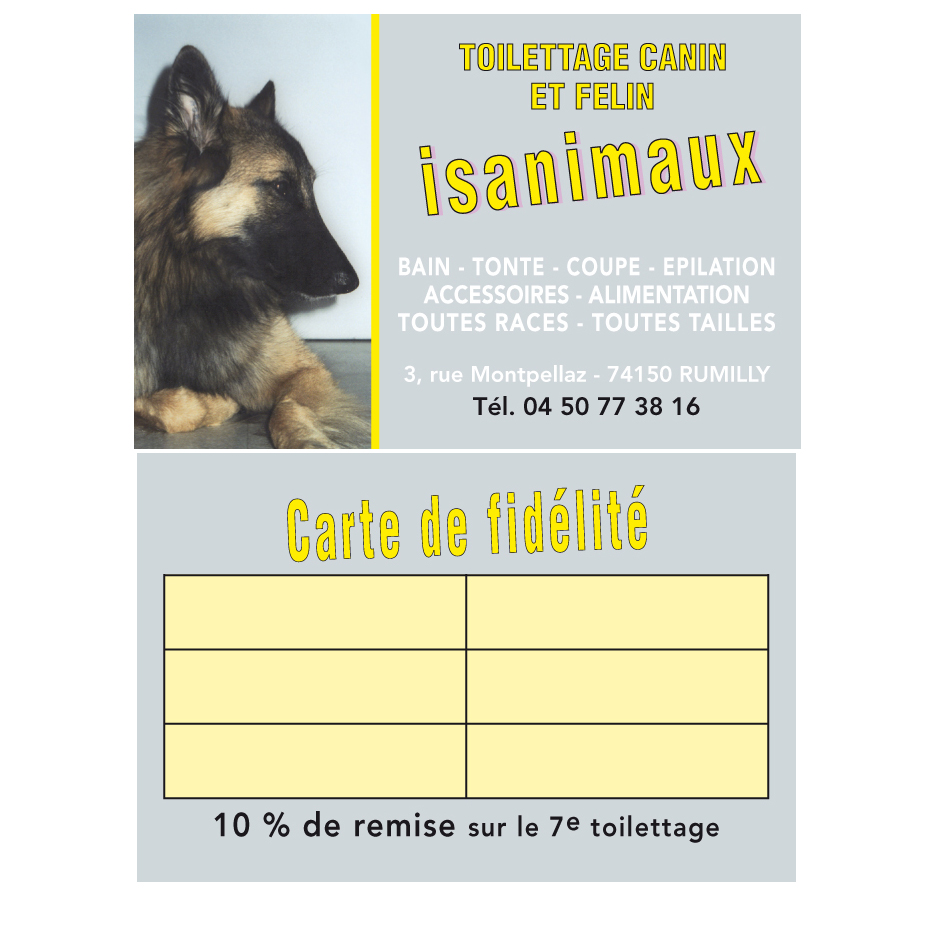 TOILETTAGE CANIN
ET FELIN
isanimaux
BAIN - TONTE - COUPE - EPILATION
ACCESSOIRES - ALIMENTATION
TOUTES RACES - TOUTES TAILLES
3, rue Montpellaz - 74150 RUMILLY
Tél. 04 50 77 38 16
Carte de fidélité
10 % de remise sur le 7e toilettage